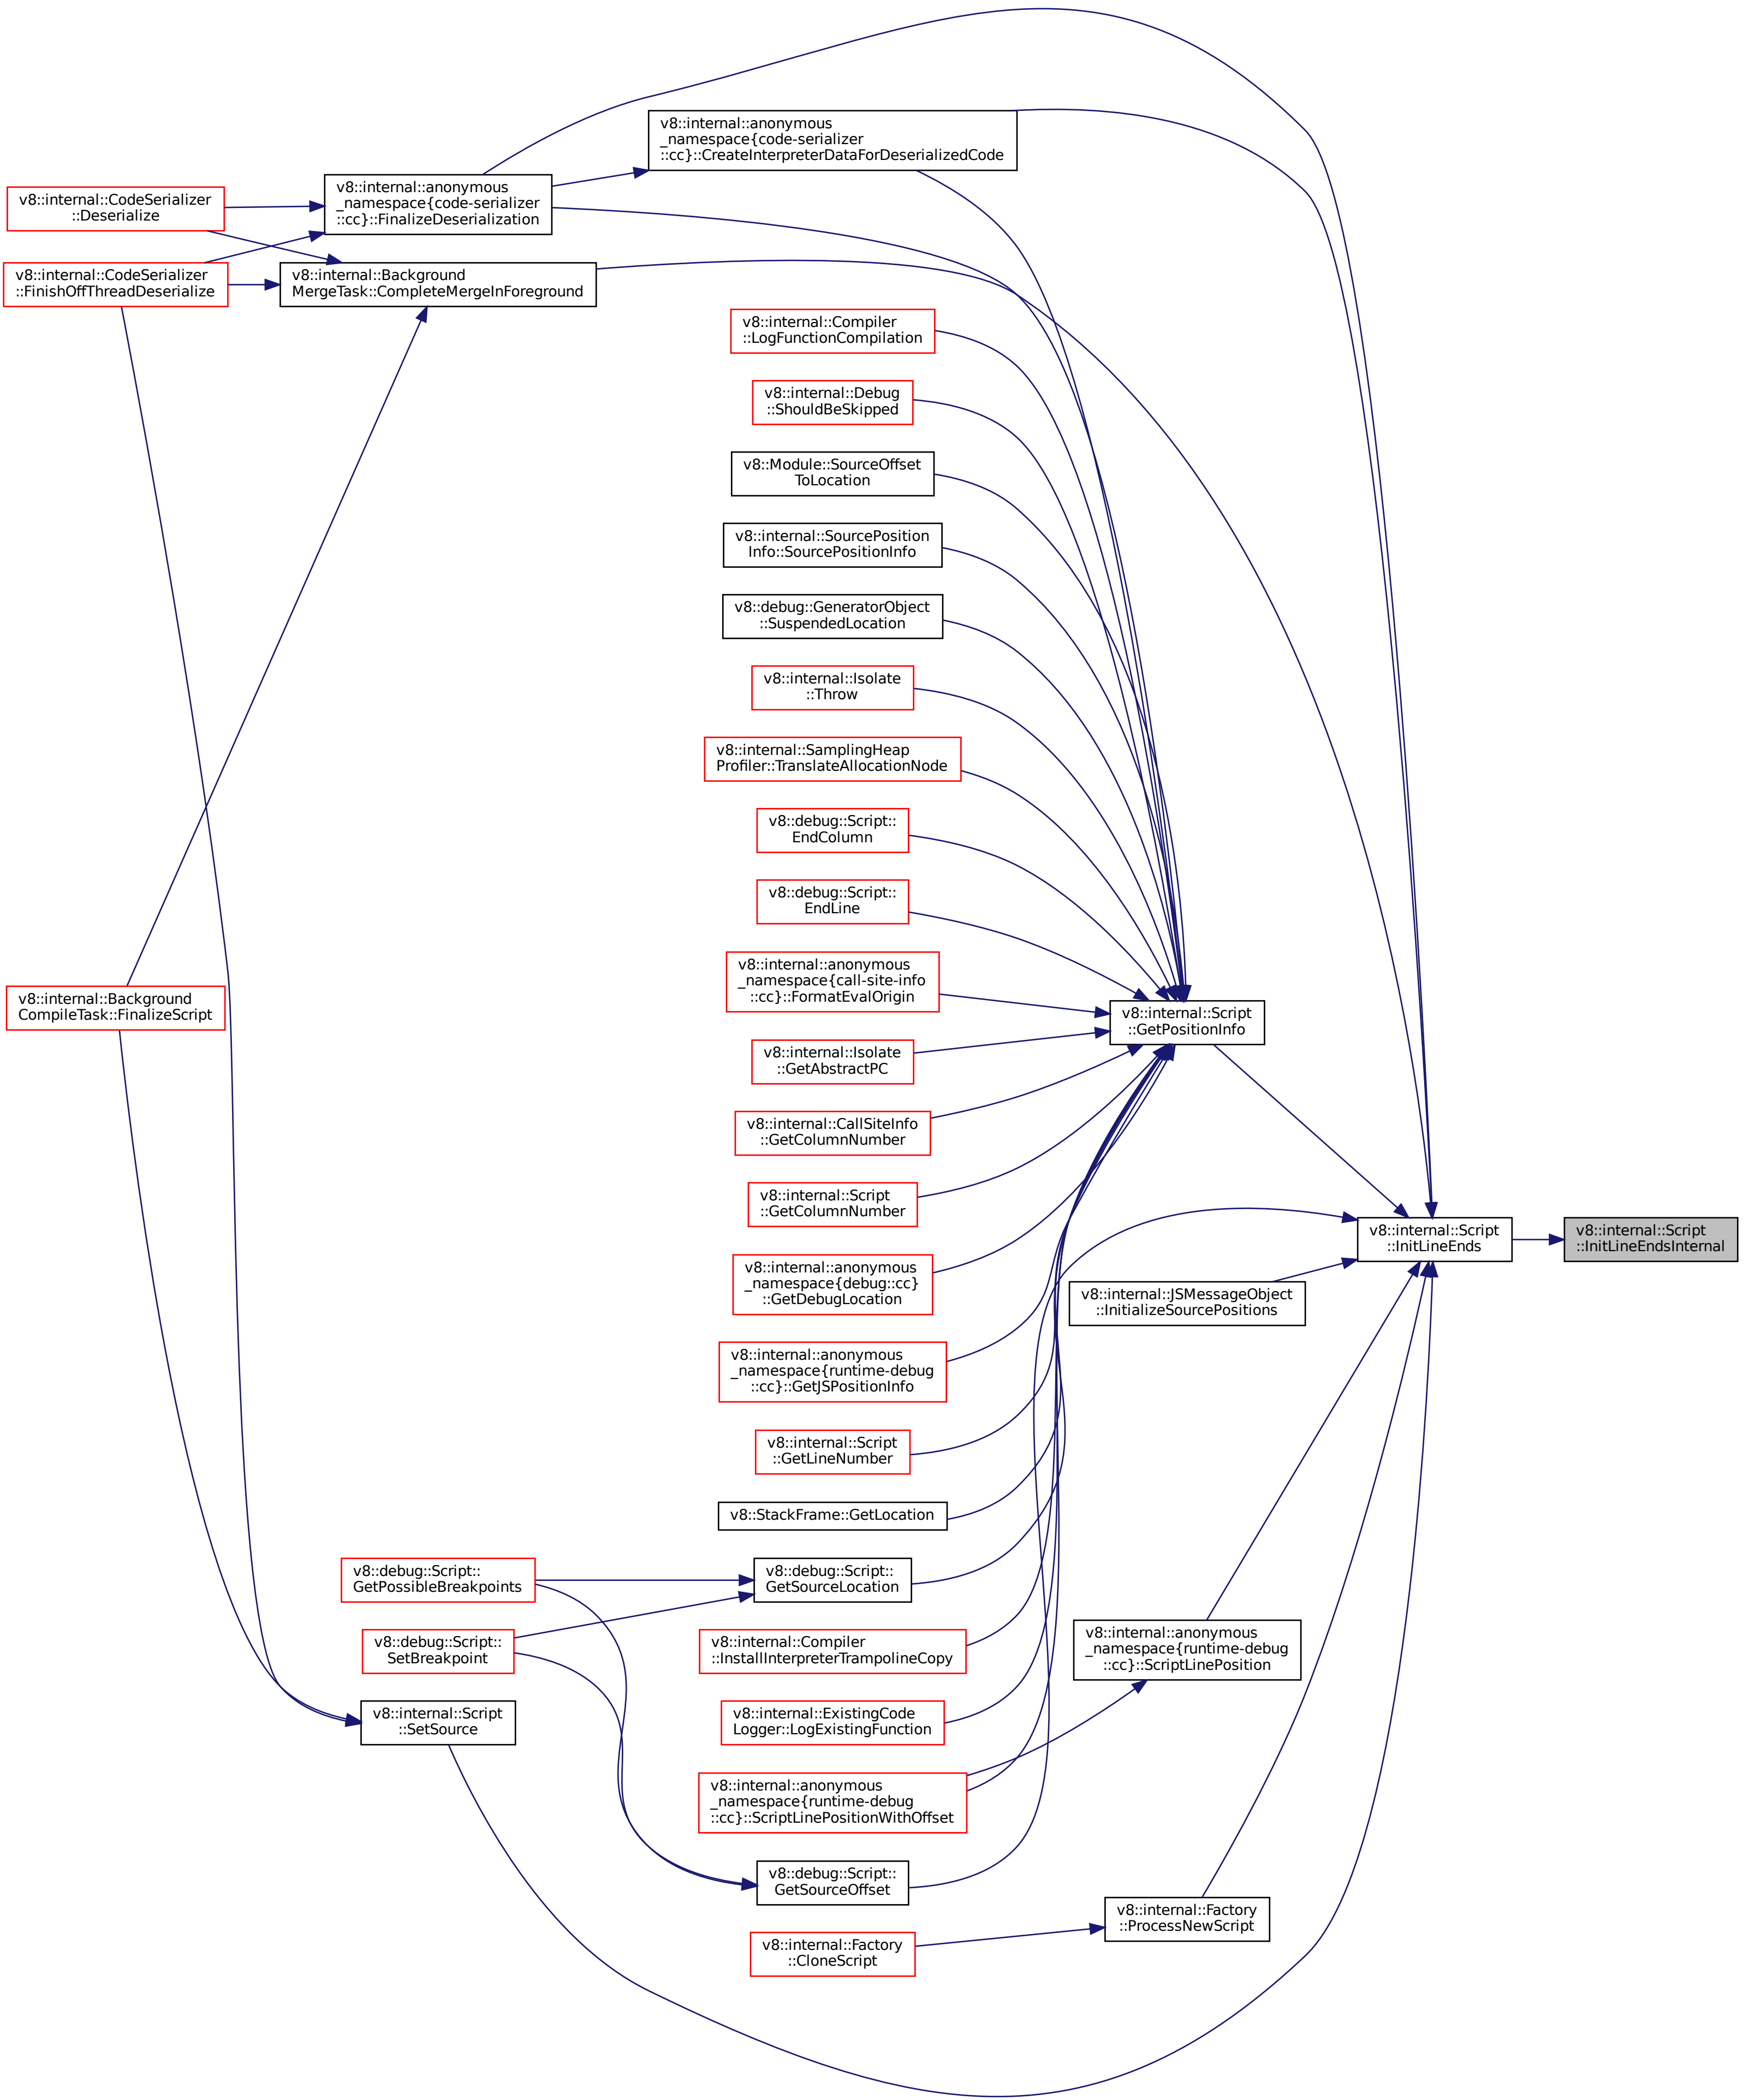 v8::internal::anonymous
_namespace{code-serializer
::cc}::CreateInterpreterDataForDeserializedCode
v8::internal::CodeSerializer
::Deserialize
v8::internal::anonymous
_namespace{code-serializer
::cc}::FinalizeDeserialization
v8::internal::CodeSerializer
::FinishOffThreadDeserialize
v8::internal::Background
MergeTask::CompleteMergeInForeground
v8::internal::Compiler
::LogFunctionCompilation
v8::internal::Debug
::ShouldBeSkipped
v8::Module::SourceOffset
ToLocation
v8::internal::SourcePosition
Info::SourcePositionInfo
v8::debug::GeneratorObject
::SuspendedLocation
v8::internal::Isolate
::Throw
v8::internal::SamplingHeap
Profiler::TranslateAllocationNode
v8::debug::Script::
EndColumn
v8::debug::Script::
EndLine
v8::internal::anonymous
_namespace{call-site-info
::cc}::FormatEvalOrigin
v8::internal::Background
CompileTask::FinalizeScript
v8::internal::Script
::GetPositionInfo
v8::internal::Isolate
::GetAbstractPC
v8::internal::CallSiteInfo
::GetColumnNumber
v8::internal::Script
::GetColumnNumber
v8::internal::Script
::InitLineEnds
v8::internal::Script
::InitLineEndsInternal
v8::internal::anonymous
_namespace{debug::cc}
::GetDebugLocation
v8::internal::JSMessageObject
::InitializeSourcePositions
v8::internal::anonymous
_namespace{runtime-debug
::cc}::GetJSPositionInfo
v8::internal::Script
::GetLineNumber
v8::StackFrame::GetLocation
v8::debug::Script::
GetPossibleBreakpoints
v8::debug::Script::
GetSourceLocation
v8::debug::Script::
SetBreakpoint
v8::internal::Compiler
::InstallInterpreterTrampolineCopy
v8::internal::anonymous
_namespace{runtime-debug
::cc}::ScriptLinePosition
v8::internal::Script
::SetSource
v8::internal::ExistingCode
Logger::LogExistingFunction
v8::internal::anonymous
_namespace{runtime-debug
::cc}::ScriptLinePositionWithOffset
v8::debug::Script::
GetSourceOffset
v8::internal::Factory
::ProcessNewScript
v8::internal::Factory
::CloneScript